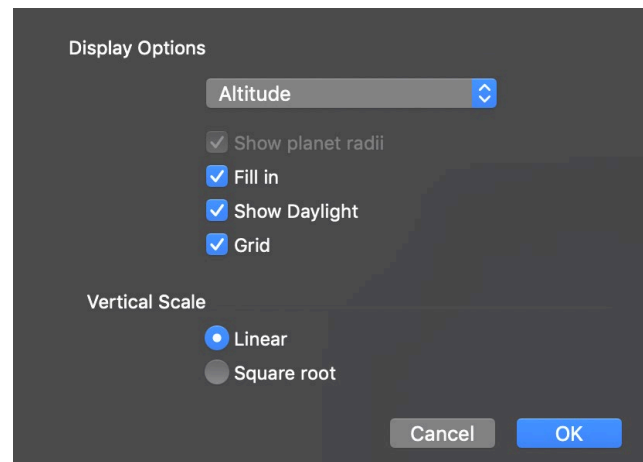 Display Options
Altitude
Show planet radii
Fill in
Show Daylight
Grid
Vertical Scale
Linear
Square root
Cancel OK